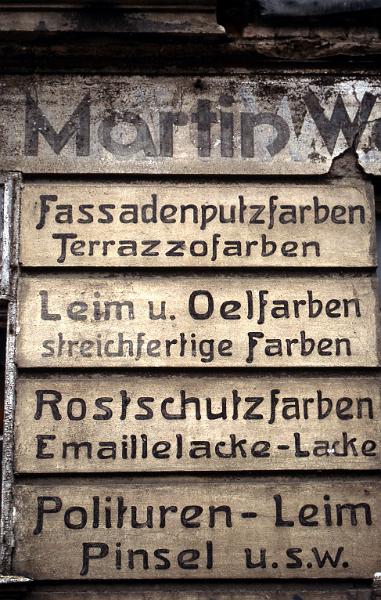 Martin
Fassadenputzfarben
Terrazzofarben
Leim u. Oelfarben
streichfertige Farben
Rostschutzfarben
Emaillelacke-Lacke
Polituren - Leim
Pinsel u.s.w.